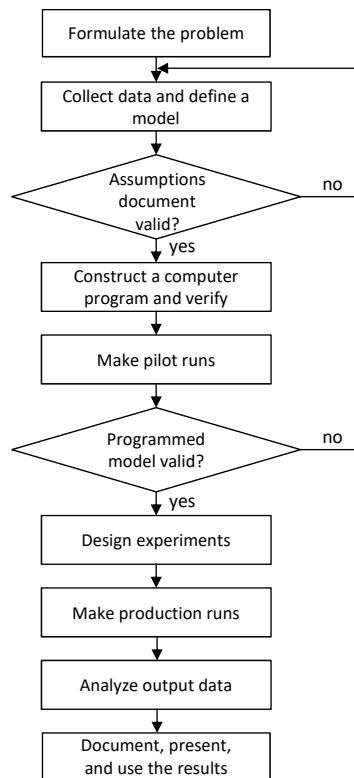 Formulate the problem
Collect data and define a
model
Assumptions
document
valid?
no
yes
Construct a computer
program and verify
Make pilot runs
Programmed
model valid?
no
yes
Design experiments
Make production runs
Analyze output data
Document, present,
and use the results